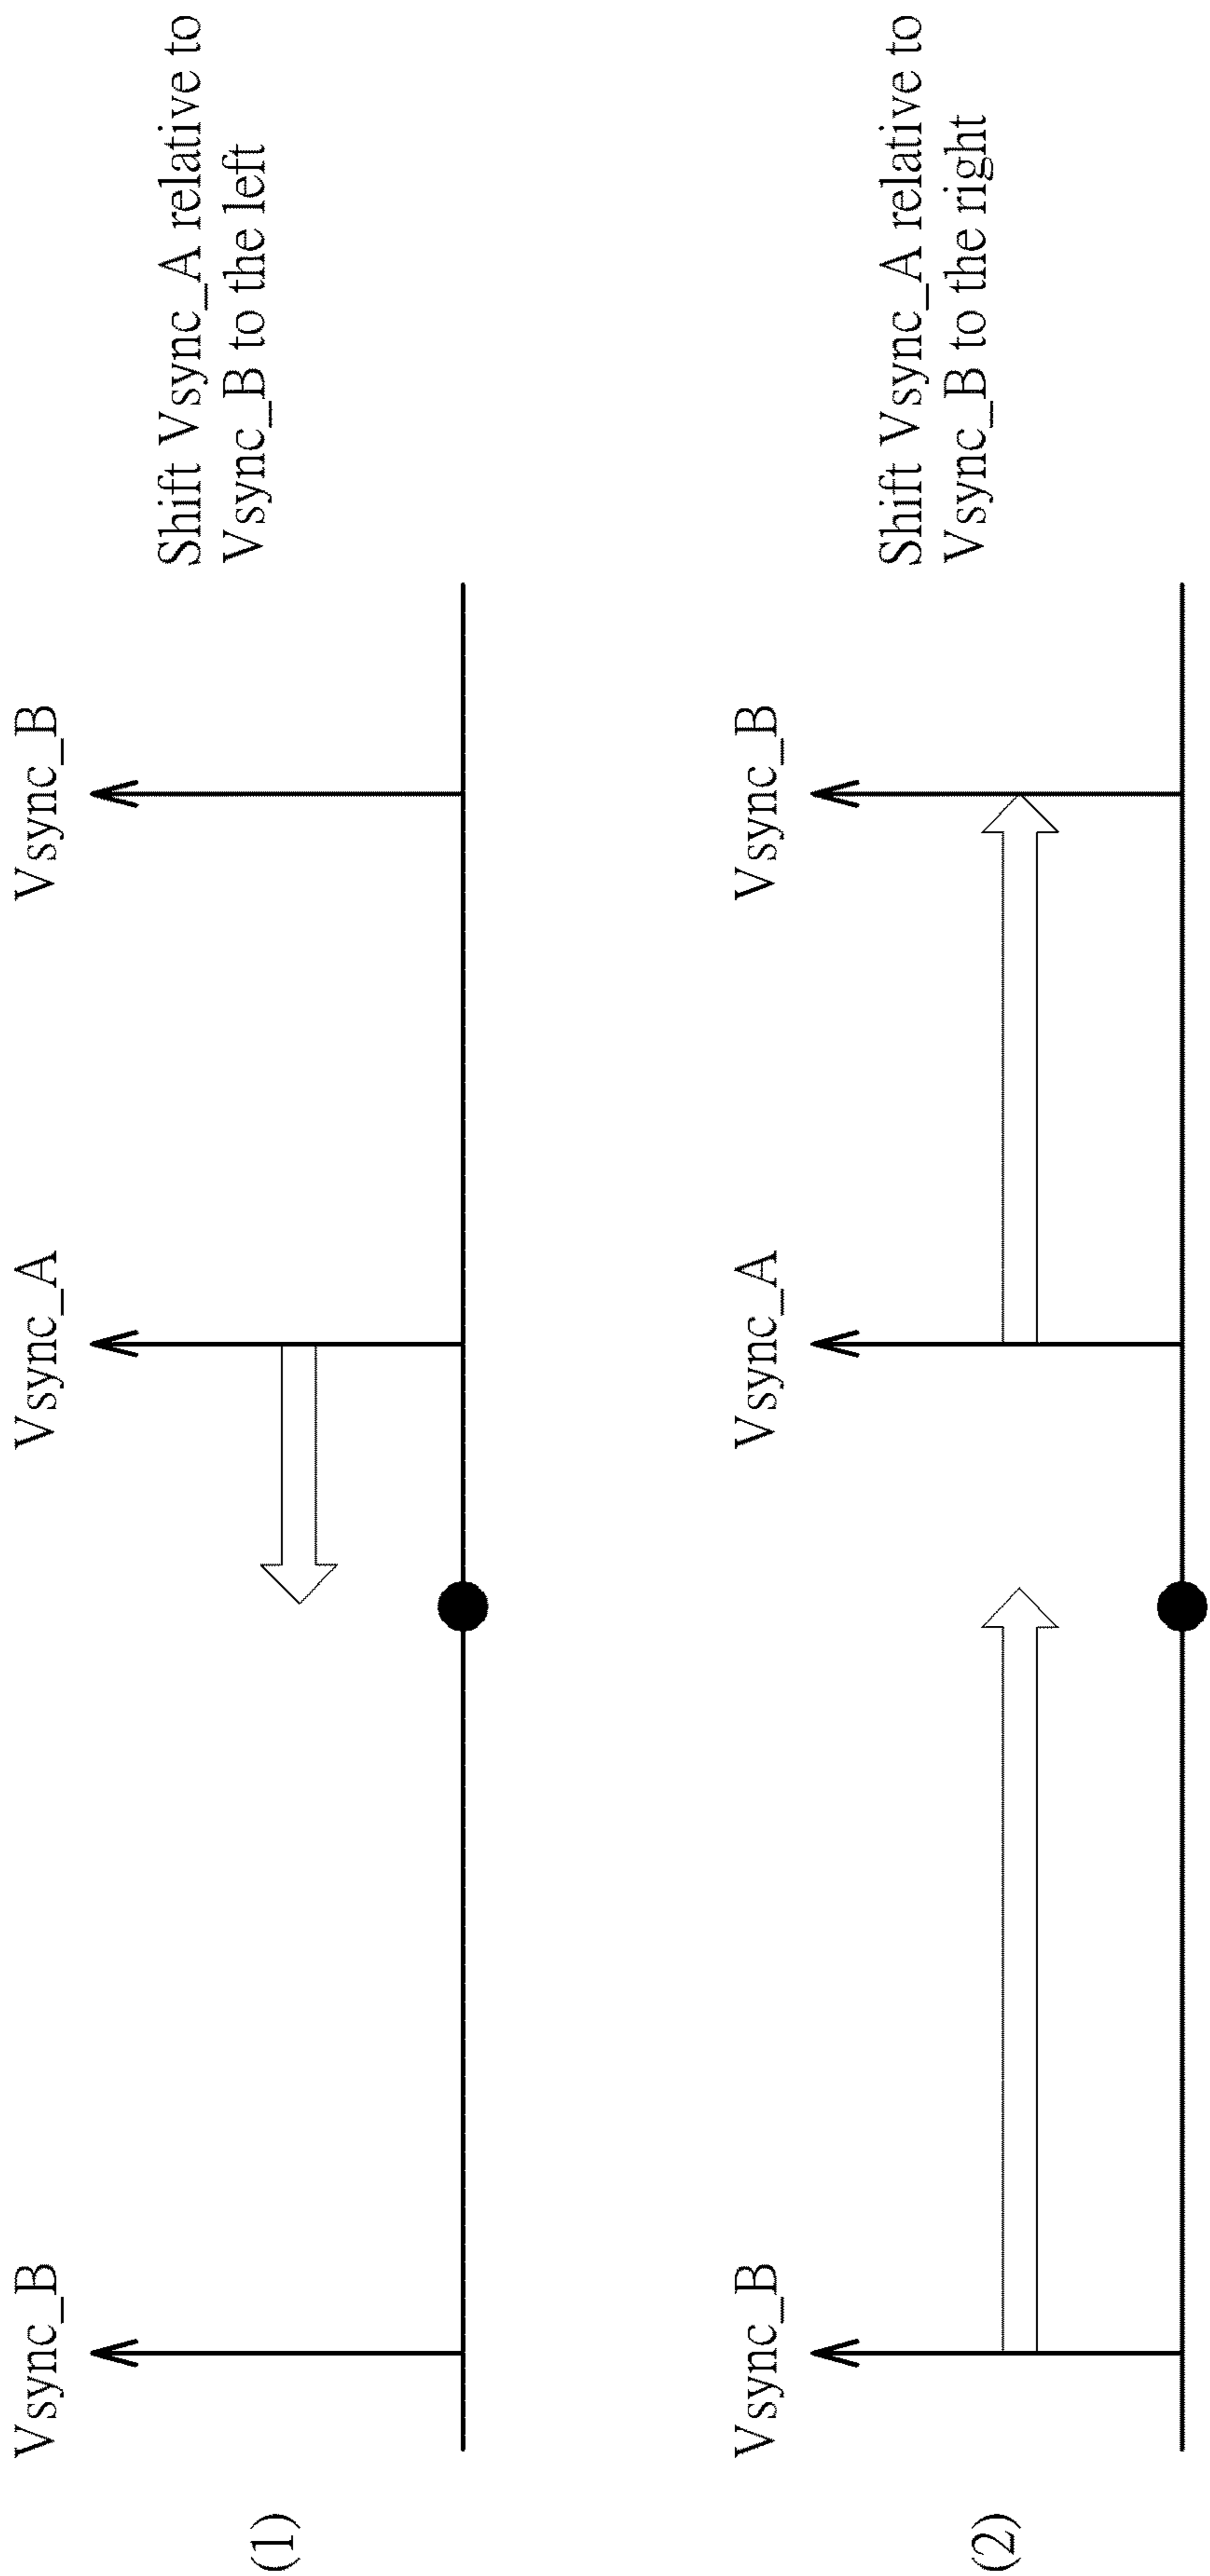 (1)
Vsync_B
Vsync_A
Vsync_B
Shift Vsync_A relative to
Vsync_B to the left
(2)
Vsync_B
Vsync_A
Vsync_B
Shift Vsync_A relative to
Vsync_B to the right